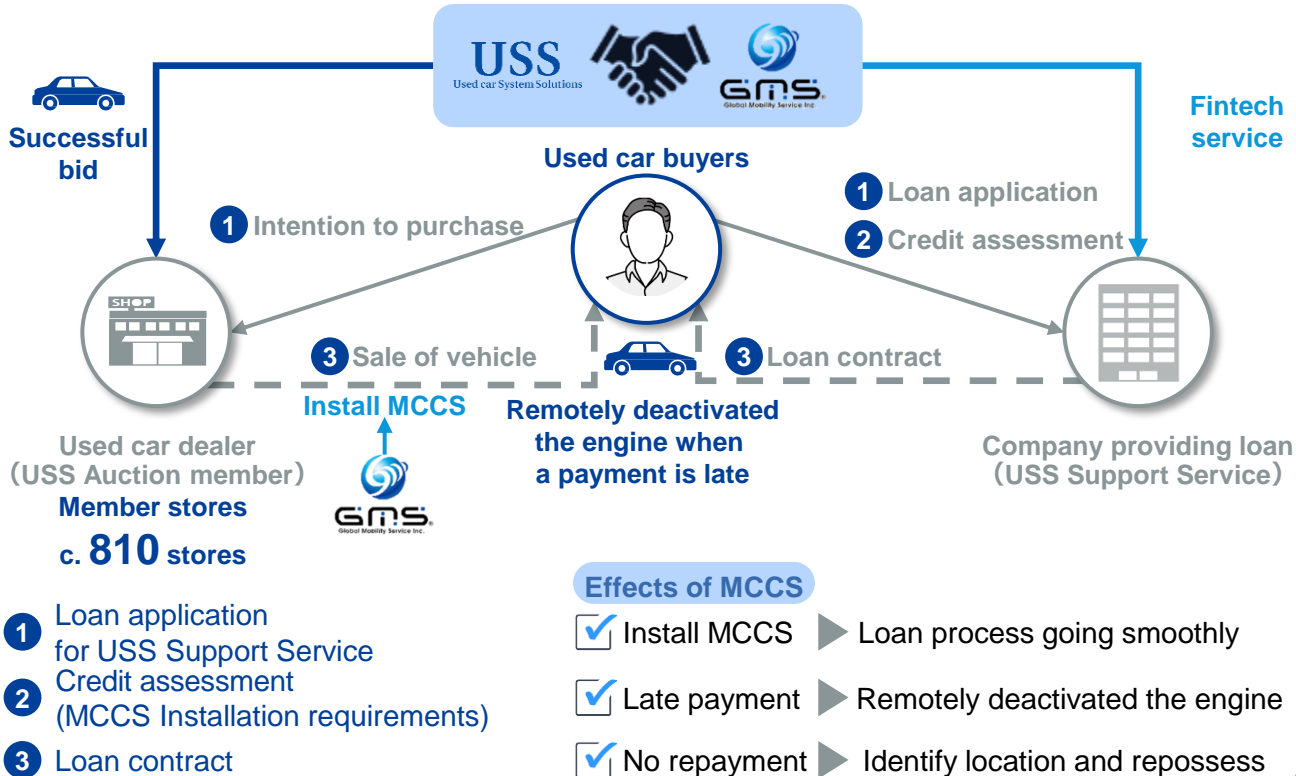 USS
Used car System Solutions
GMS.
Global Mobility Service Inc.
Successful
bid
Fintech
service
Used car buyers
1 Intention to purchase
1 Loan application
2 Credit assessment
SHOP
3 Sale of vehicle
3 Loan contract
Install MCCS
Remotely deactivated
the engine when
a payment is late
Used car dealer
（USS Auction member）
Member stores
c. 810 stores
GMS.
Global Mobility Service Inc.
Company providing loan
（USS Support Service）
1 Loan application
for USS Support Service
2 Credit assessment
(MCCS Installation requirements)
3 Loan contract
Effects of MCCS
Install MCCS Loan process going smoothly
Late payment Remotely deactivated the engine
No repayment Identify location and repossess